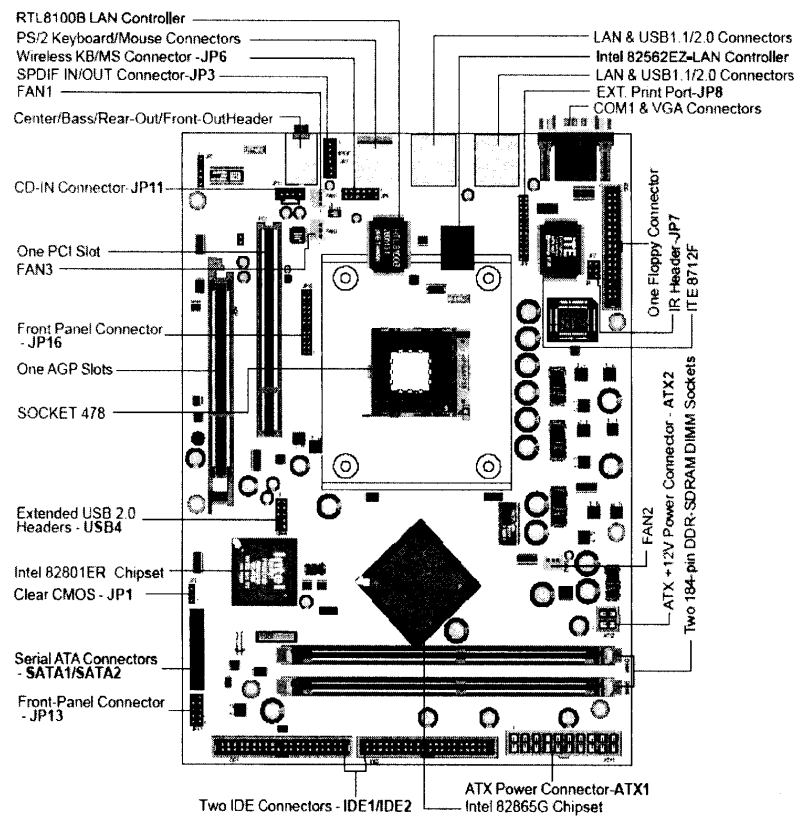 RTL8100B LAN Controller
PS/2 Keyboard/Mouse Connectors
Wireless KB/MS Connector -JP6
SPDIF IN/OUT Connector-JP3
FAN1
Center/Bass/Rear-Out/Front-OutHeader
CD-IN Connector-JP11
One PCI Slot
FAN3
Front Panel Connector
- JP16
One AGP Slots
SOCKET 478
Extended USB 2.0
Headers - USB4
Intel 82801ER Chipset
Clear CMOS - JP1
Serial ATA Connectors
- SATA1/SATA2
Front-Panel Connector
- JP13
Two IDE Connectors - IDE1/IDE2
LAN & USB1.1/2.0 Connectors
Intel 82562EZ-LAN Controller
LAN & USB1.1/2.0 Connectors
EXT. Print Port-JP8
COM1 & VGA Connectors
One Floppy Connector
IR Header-JP7
ITE 8712F
FAN2
ATX +12V Power Connector - ATX2
Two 184-pin DDR-SDRAM DIMM Sockets
ATX Power Connector-ATX1
Intel 82865G Chipset
ITE
intel